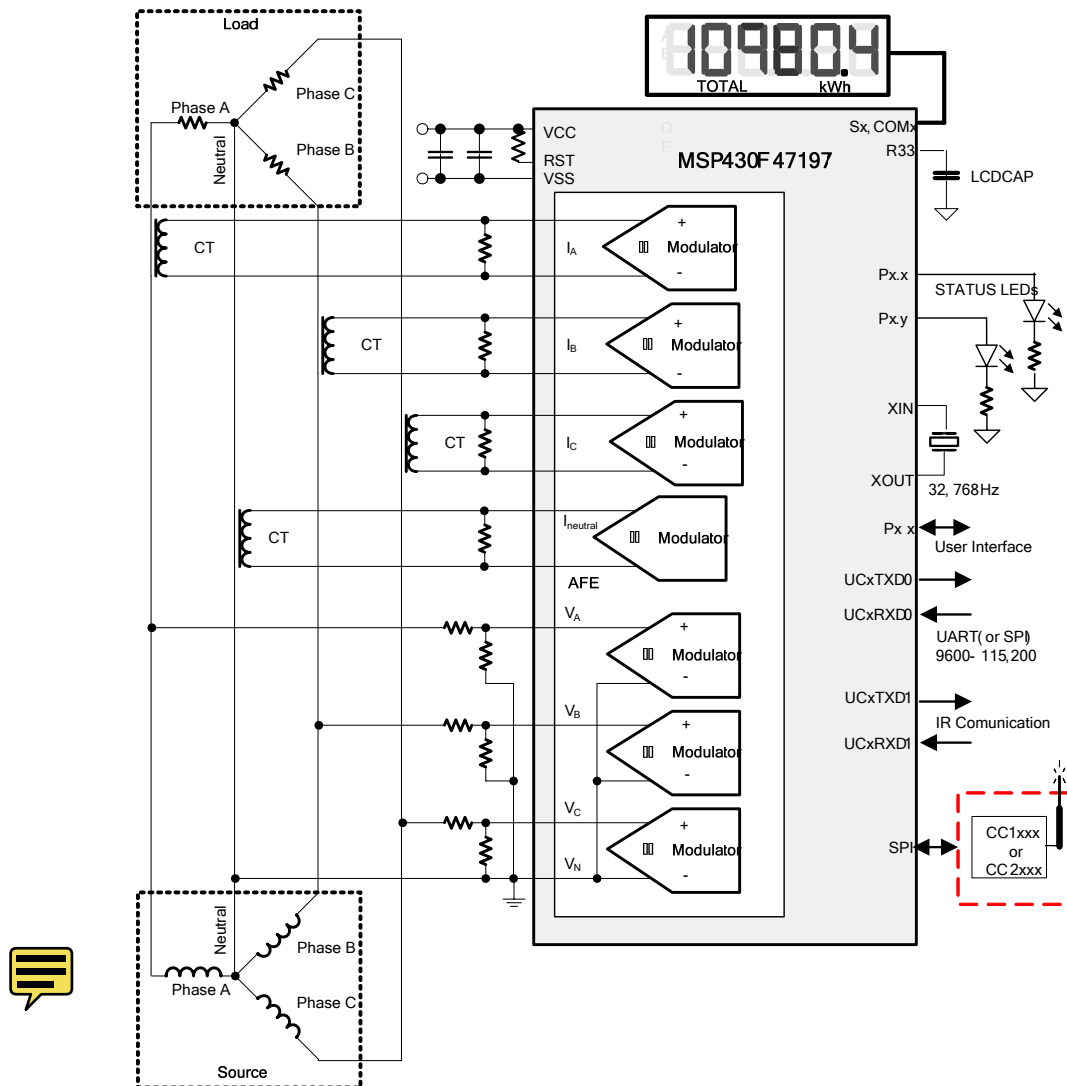 Load
Phase A
Phase C
Neutral
Phase B
10980.4
TOTAL kWh
VCC
RST
VSS
MSP430F47197
Sx, COMx
R33
LCDCAP
CT
IA
+
Modulator
-
Px.x
STATUS LEDs
CT
IB
+
Modulator
-
Px.y
CT
IC
+
Modulator
-
XIN
XOUT
32, 768Hz
CT
Ineutral
Modulator
Px x
User Interface
AFE
UCxTXD0
UCxRXD0
UART( or SPI)
9600- 115,200
VA
+
Modulator
-
UCxTXD1
IR Comunication
UCxRXD1
VB
+
Modulator
-
VC
+
Modulator
-
VN
SPI
CC1xxx
or
CC2xxx
Neutral
Phase B
Phase A
Phase C
Source